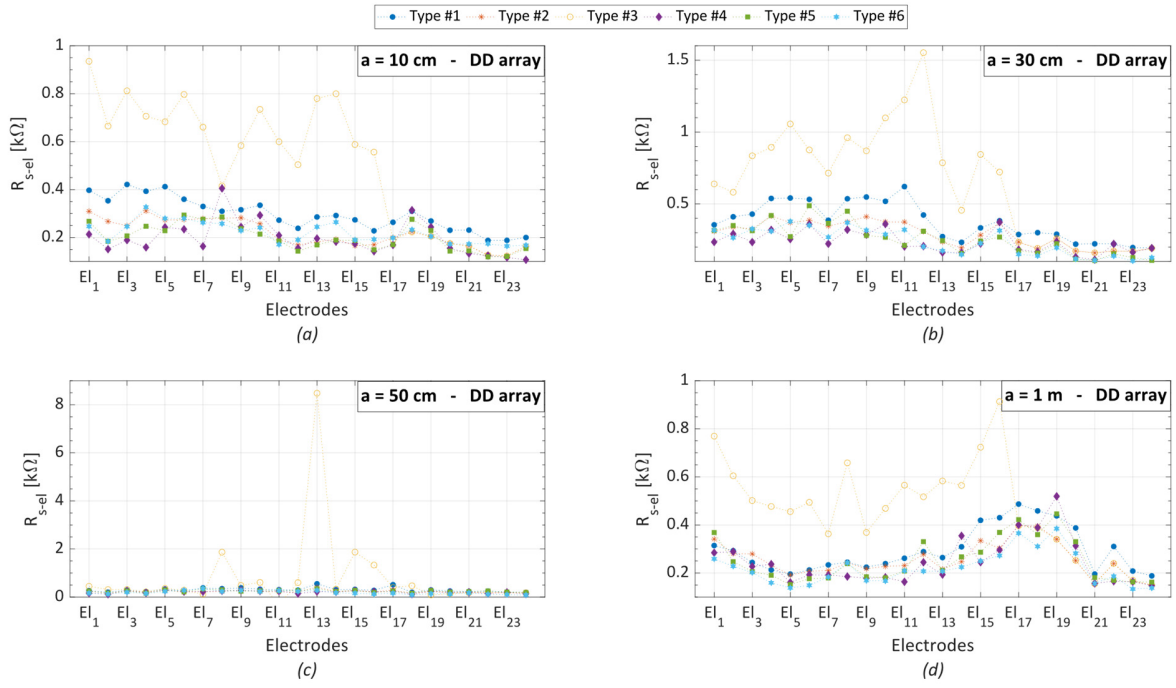 Type #1 Type #2 Type #3 Type #4 Type #5 Type #6
a = 10 cm - DD array
1
0.8
0.6
0.4
0.2
R_s-el [kΩ]
El_1 El_3 El_5 El_7 El_9 El_11 El_13 El_15 El_17 El_19 El_21 El_23
Electrodes
(a)
a = 30 cm - DD array
1.5
1
0.5
R_s-el [kΩ]
El_1 El_3 El_5 El_7 El_9 El_11 El_13 El_15 El_17 El_19 El_21 El_23
Electrodes
(b)
a = 50 cm - DD array
8
6
4
2
0
R_s-el [kΩ]
El_1 El_3 El_5 El_7 El_9 El_11 El_13 El_15 El_17 El_19 El_21 El_23
Electrodes
(c)
a = 1 m - DD array
1
0.8
0.6
0.4
0.2
R_s-el [kΩ]
El_1 El_3 El_5 El_7 El_9 El_11 El_13 El_15 El_17 El_19 El_21 El_23
Electrodes
(d)